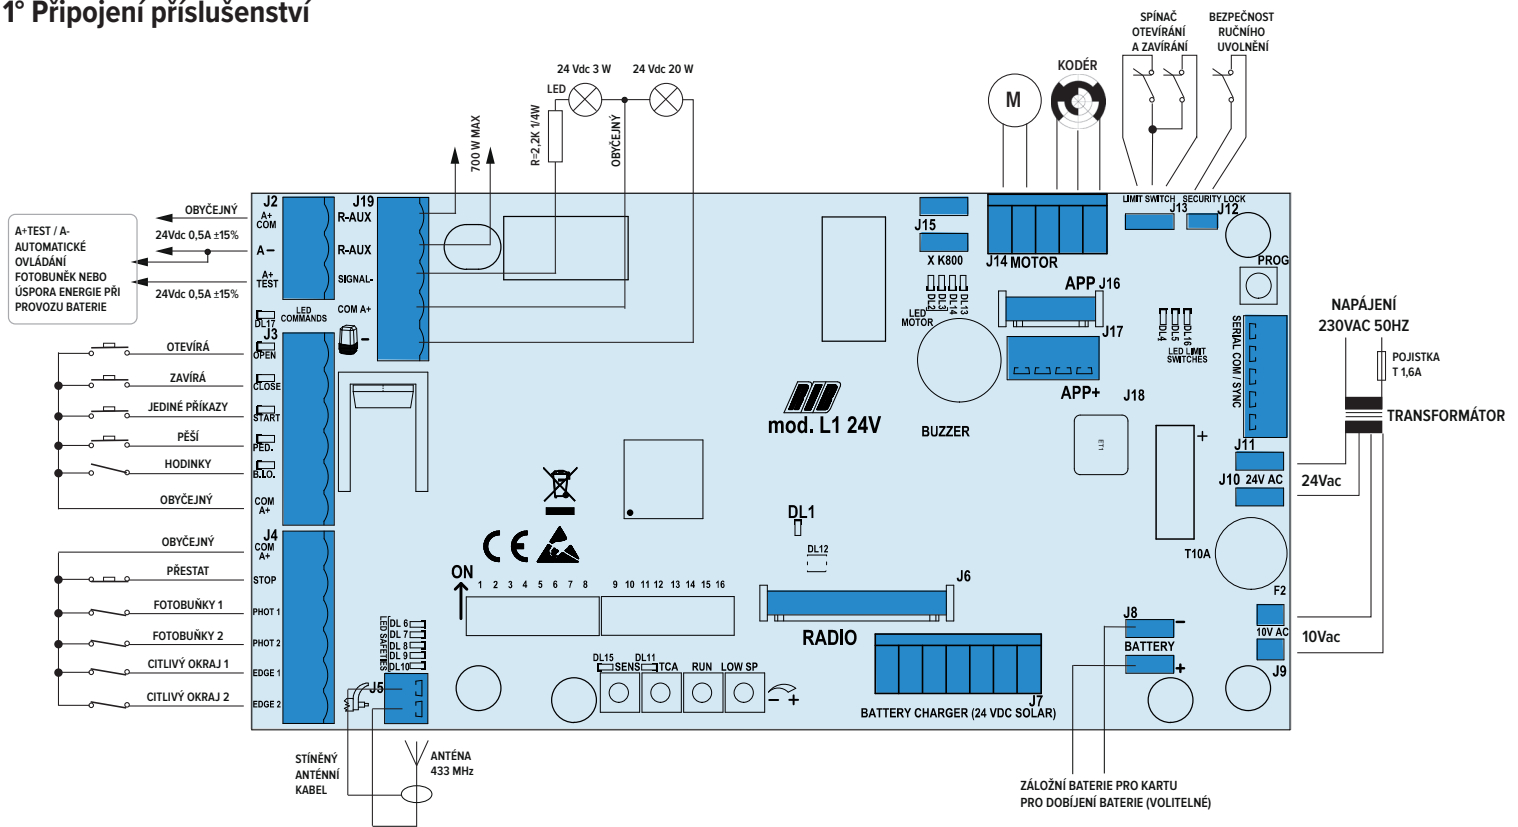 1° Připojení příslušenství
A+TEST / A-
AUTOMATICKÉ
OVLÁDÁNÍ
FOTOBUNĚK NEBO
ÚSPORA ENERGIE PŘI
PROVOZU BATERIE
OBYČEJNÝ
24Vdc 0,5A ±15%
24Vdc 0,5A ±15%
J2
A+
COM
A-
A+
TEST
DL17
LED
COMMANDS
J19
R-AUX
R-AUX
SIGNAL-
COM A+
-
700 W MAX
R=2,2K 1/4W
LED
24 Vdc 3 W
24 Vdc 20 W
OBYČEJNÝ
M
KODÉR
SPÍNAČ
OTEVÍRÁNÍ
A ZAVÍRÁNÍ
BEZPEČNOST
RUČNÍHO
UVOLNĚNÍ
LIMIT SWITCH
SECURITY LOCK
J13
J12
J15
X K800
J14 MOTOR
PROG
DL2
DL3
DL14
DL13
LED
MOTOR
APP J16
J17
APP+
DL4
DL5
DL16
LED LIMIT
SWITCHES
SERIAL COM / SYNC
J3
OTEVÍRÁ
OPEN
ZAVÍRÁ
CLOSE
JEDINÉ PŘÍKAZY
START
PĚŠÍ
PED.
HODINKY
B.I.O.
OBYČEJNÝ
COM
A+
mod. L1 24V
BUZZER
J18
ET1
+
NAPÁJENÍ
230VAC 50HZ
POJISTKA
T 1,6A
TRANSFORMÁTOR
J11
J10 24V AC
24Vac
T10A
F2
J4
OBYČEJNÝ
COM
A+
PŘESTAT
STOP
FOTOBUŇKY 1
PHOT 1
FOTOBUŇKY 2
PHOT 2
CITLIVÝ OKRAJ 1
EDGE 1
CITLIVÝ OKRAJ 2
EDGE 2
CE
ON
1 2 3 4 5 6 7 8
9 10 11 12 13 14 15 16
DL1
DL12
J6
RADIO
LED SAFETIES
DL 6
DL 7
DL 8
DL 9
DL10
J5
DL15
SENS
DL11
TCA
RUN
LOW SP
- +
J7
BATTERY CHARGER (24 VDC SOLAR)
J8
-
BATTERY
+
10V AC
J9
10Vac
STÍNĚNÝ
ANTÉNNÍ
KABEL
ANTÉNA
433 MHz
ZÁLOŽNÍ BATERIE PRO KARTU
PRO DOBÍJENÍ BATERIE (VOLITELNÉ)